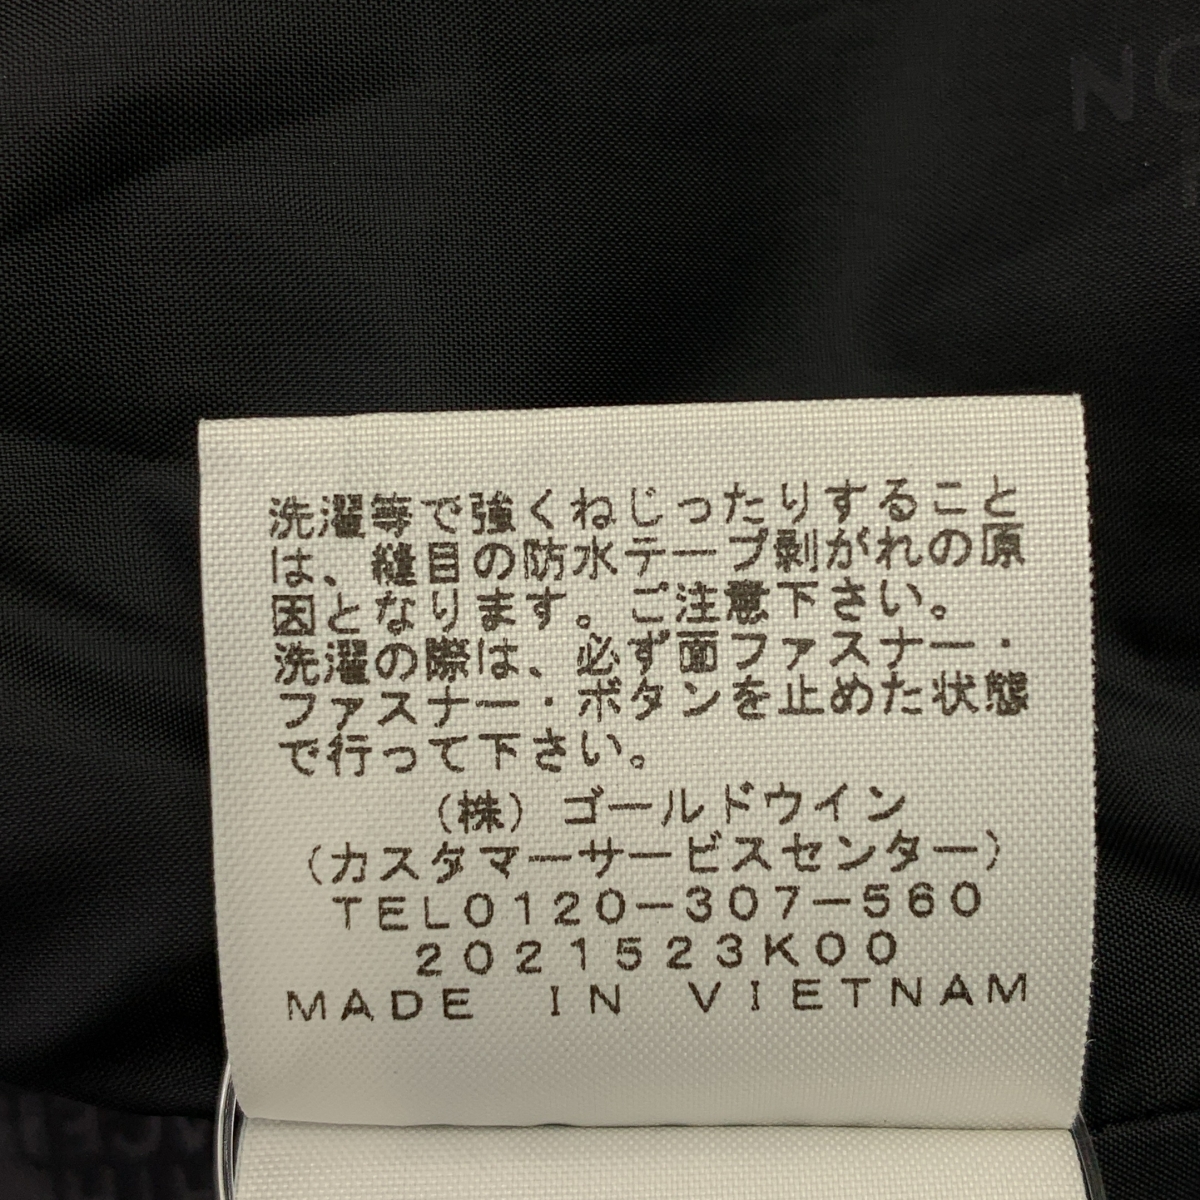 NO
洗濯等で強くねじったりすること
は、縫目の防水テープ剥がれの原
因となります。ご注意下さい。
洗濯の際は、必ず面ファスナー・
ファスナー・ボタンを止めた状態
で行って下さい。
(株)ゴールドウイン
(カスタマーサービスセンター)
TEL0120-307-560
2021523K00
MADE IN VIETNAM